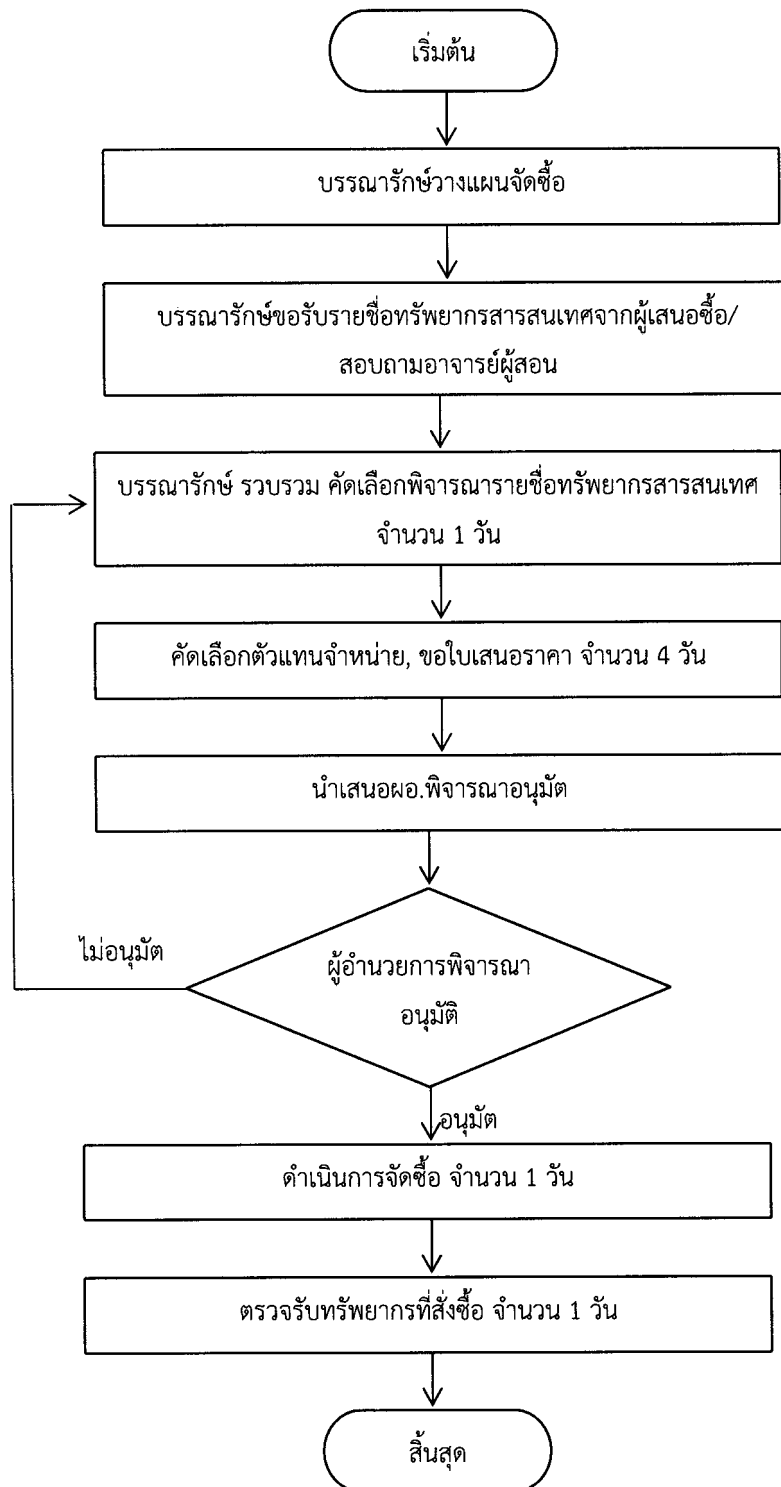 เริ่มต้น
บรรณารักษ์วางแผนจัดซื้อ
บรรณารักษ์ขอรับรายชื่อทรัพยากรสารสนเทศจากผู้เสนอซื้อ/
สอบถามอาจารย์ผู้สอน
บรรณารักษ์ รวบรวม คัดเลือกพิจารณารายชื่อทรัพยากรสารสนเทศ
จำนวน 1 วัน
คัดเลือกตัวแทนจำหน่าย, ขอใบเสนอราคา จำนวน 4 วัน
นำเสนอผอ.พิจารณาอนุมัต
ไม่อนุมัต
ผู้อำนวยการพิจารณา
อนุมัติ
อนุมัต
ดำเนินการจัดซื้อ จำนวน 1 วัน
ตรวจรับทรัพยากรที่สั่งซื้อ จำนวน 1 วัน
สิ้นสุด